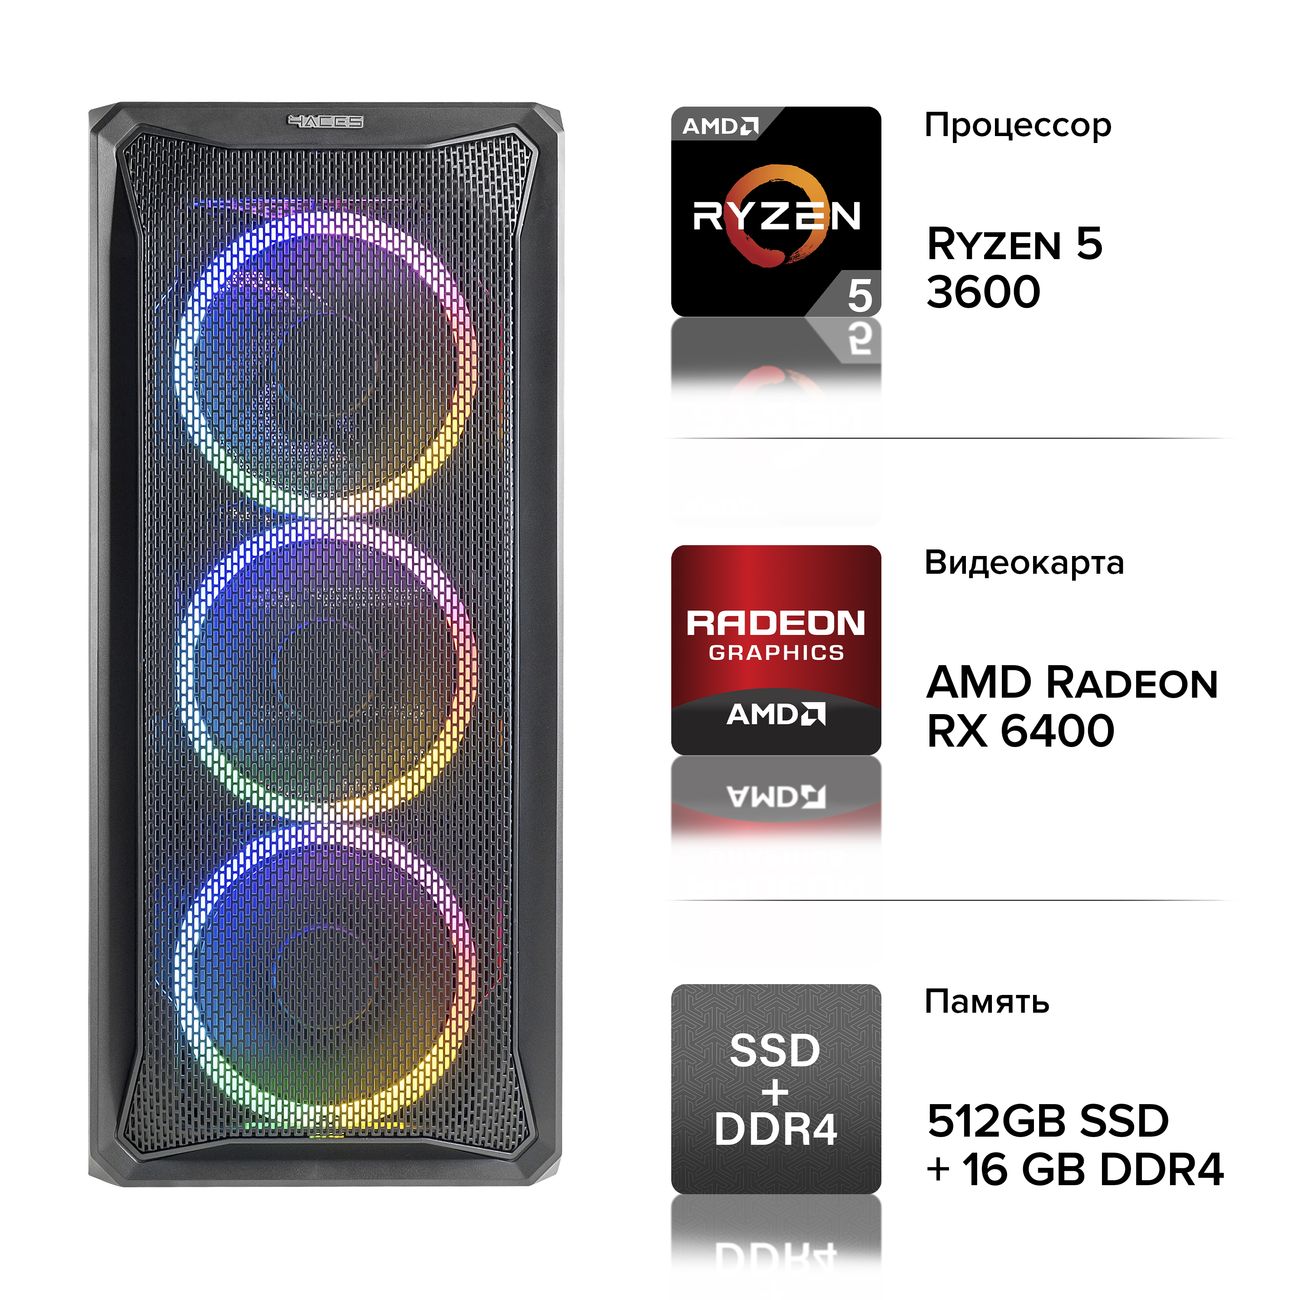 4ACES
AMD
RYZEN
5
Процессор
RYZEN 5
3600
RADEON
GRAPHICS
AMD
Видеокарта
AMD RADEON
RX 6400
SSD
+
DDR4
Память
512GB SSD
+ 16 GB DDR4